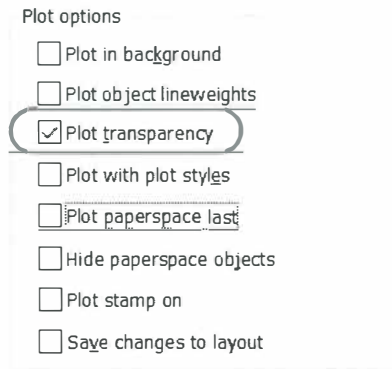 Plot options
Plot in background
Plot object lineweights
Plot transparency
Plot with plot styles
Plot paperspace last
Hide paperspace objects
Plot stamp on
Save changes to layout